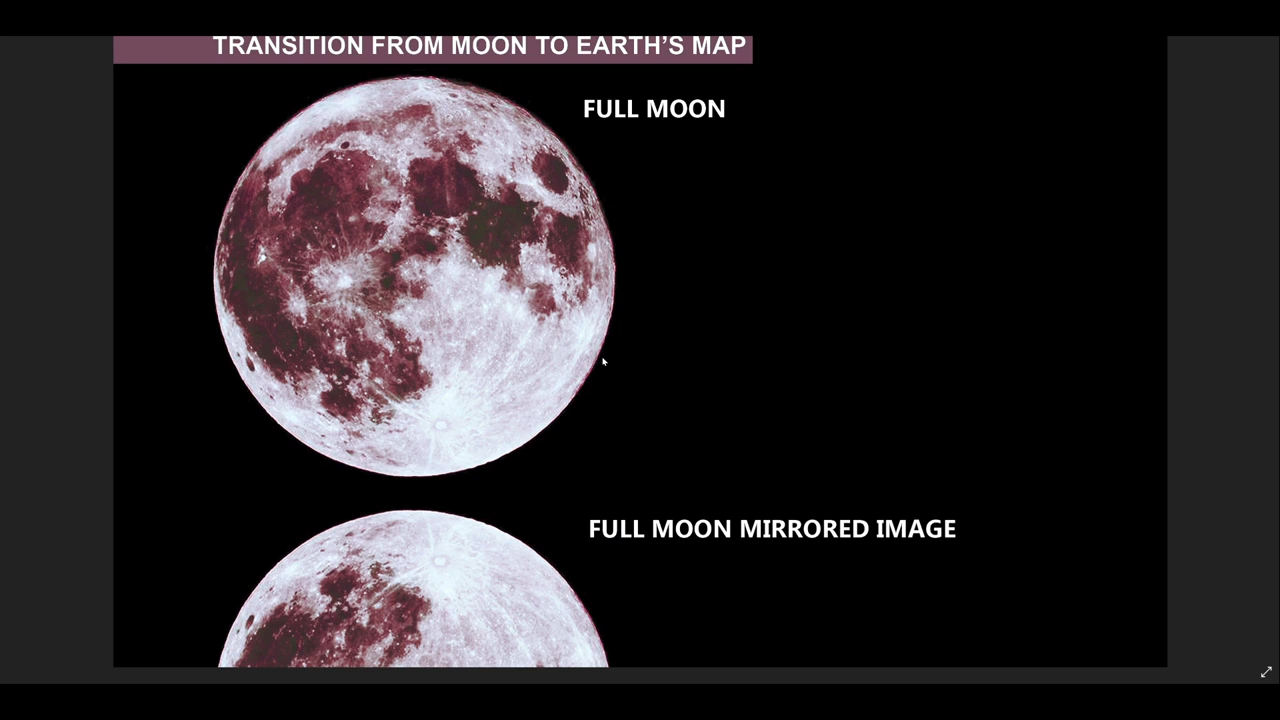 TRANSITION FROM MOON TO EARTH’S MAP
FULL MOON
FULL MOON MIRRORED IMAGE